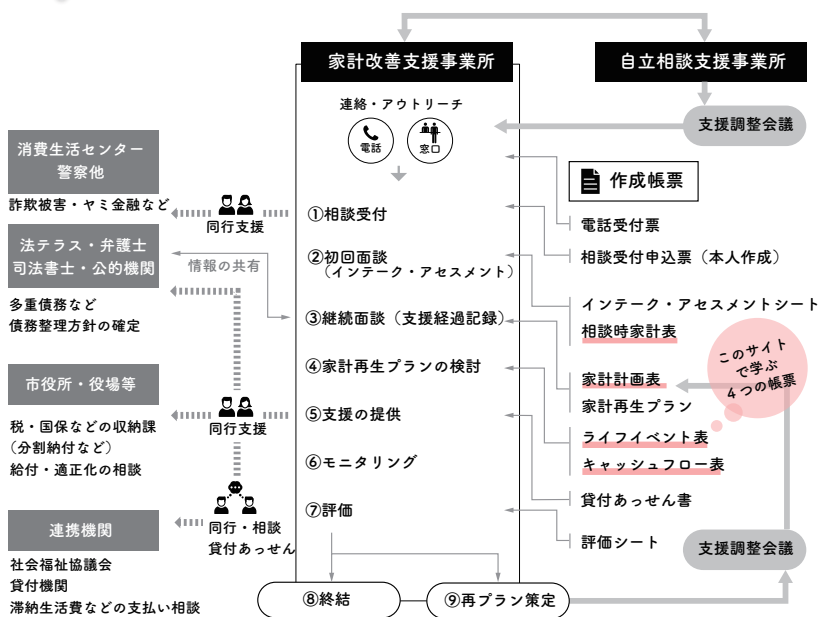 家計改善支援事業所
自立相談支援事業所
連絡・アウトリーチ
電話
窓口
支援調整会議
消費生活センター
警察他
詐欺被害・ヤミ金融など
同行支援
法テラス・弁護士
司法書士・公的機関
情報の共有
多重債務など
債務整理方針の確定
市役所・役場等
同行支援
税・国保などの収納課
(分割納付など)
給付・適正化の相談
連携機関
同行・相談
貸付あっせん
社会福祉協議会
貸付機関
滞納生活費などの支払い相談
①相談受付
②初回面談
(インテーク・アセスメント)
③継続面談(支援経過記録)
④家計再生プランの検討
⑤支援の提供
⑥モニタリング
⑦評価
⑧終結
⑨再プラン策定
作成帳票
電話受付票
相談受付申込票(本人作成)
インテーク・アセスメントシート
相談時家計表
このサイト
で学ぶ
4つの帳票
家計計画表
家計再生プラン
ライフイベント表
キャッシュフロー表
貸付あっせん書
評価シート
支援調整会議